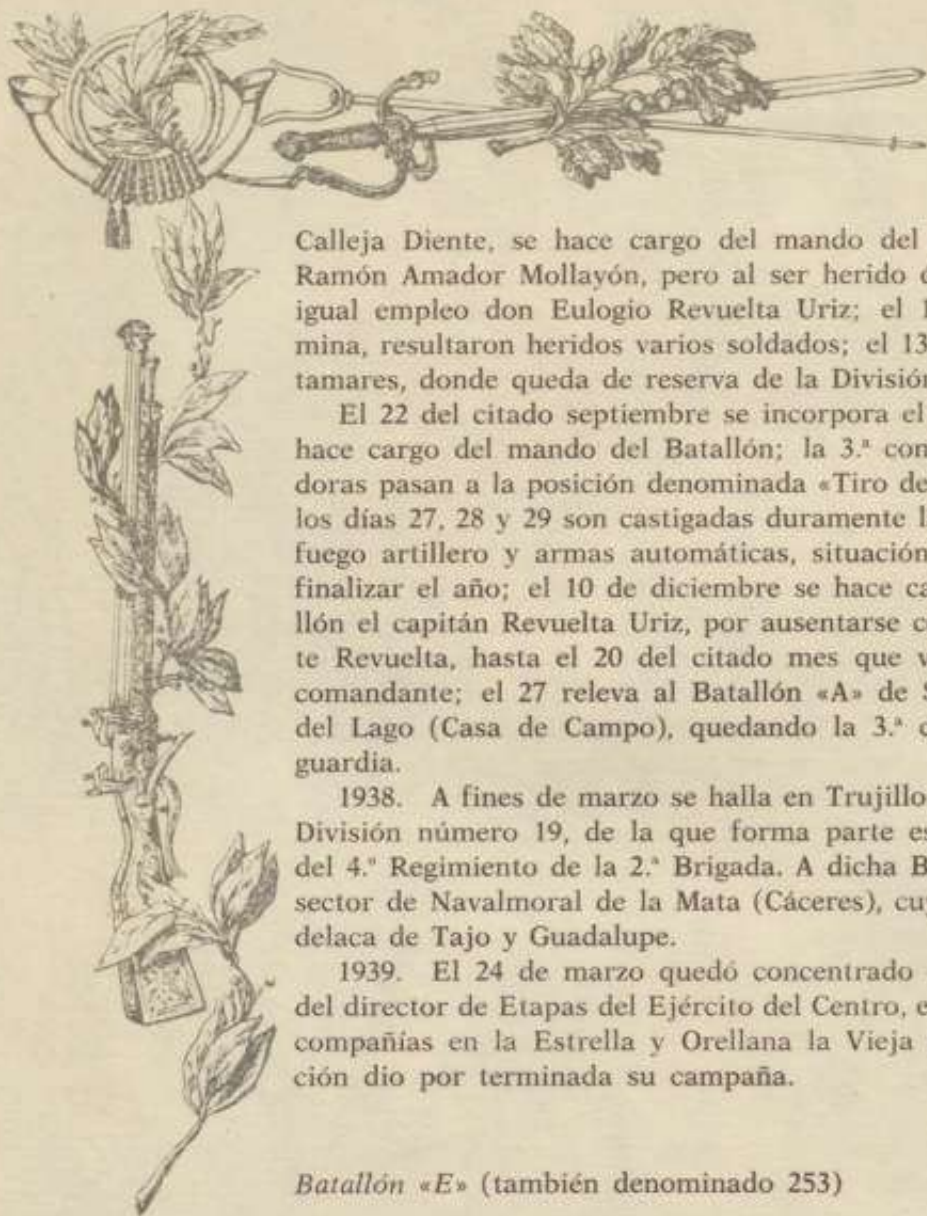 Calleja Diente, se hace cargo del mando del
Ramón Amador Mollayón, pero al ser herido
igual empleo don Eulogio Revuelta Uriz; el
mina, resultaron heridos varios soldados; el 13
tamares, donde queda de reserva de la División
El 22 del citado septiembre se incorpora el
hace cargo del mando del Batallón; la 3.ª com
doras pasan a la posición denominada «Tiro de
los días 27, 28 y 29 son castigadas duramente l
fuego artillero y armas automáticas, situación
finalizar el año; el 10 de diciembre se hace ca
llón el capitán Revuelta Uriz, por ausentarse c
te Revuelta, hasta el 20 del citado mes que v
comandante; el 27 releva al Batallón «A» de S
del Lago (Casa de Campo), quedando la 3.ª c
guardia.
1938. A fines de marzo se halla en Trujillo
División número 19, de la que forma parte es
del 4.º Regimiento de la 2.ª Brigada. A dicha B
sector de Navalmoral de la Mata (Cáceres), cu
delaca de Tajo y Guadalupe.
1939. El 24 de marzo quedó concentrado
del director de Etapas del Ejército del Centro, e
compañías en la Estrella y Orellana la Vieja
ción dio por terminada su campaña.
Batallón «E» (también denominado 253)